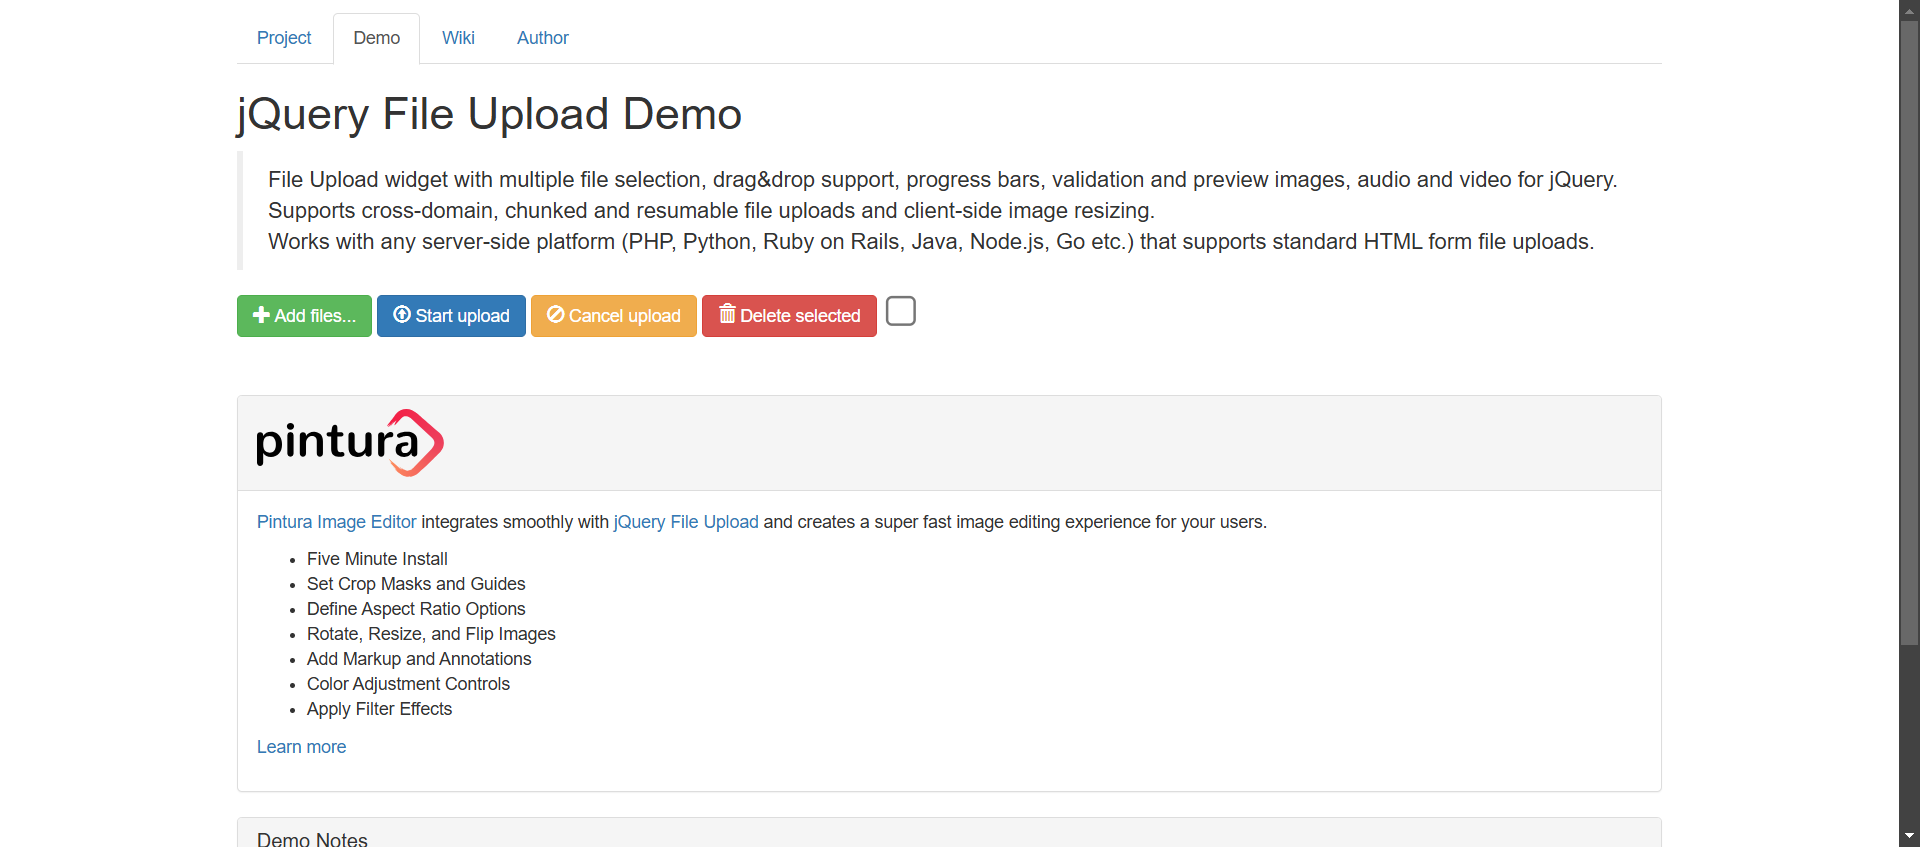 Project Demo Wiki Author
jQuery File Upload Demo
File Upload widget with multiple file selection, drag&drop support, progress bars, validation and preview images, audio and video for jQuery.
Supports cross-domain, chunked and resumable file uploads and client-side image resizing.
Works with any server-side platform (PHP, Python, Ruby on Rails, Java, Node.js, Go etc.) that supports standard HTML form file uploads.
Add files... Start upload Cancel upload Delete selected
pintura
Pintura Image Editor integrates smoothly with jQuery File Upload and creates a super fast image editing experience for your users.
Five Minute Install
Set Crop Masks and Guides
Define Aspect Ratio Options
Rotate, Resize, and Flip Images
Add Markup and Annotations
Color Adjustment Controls
Apply Filter Effects
Learn more
Demo Notes